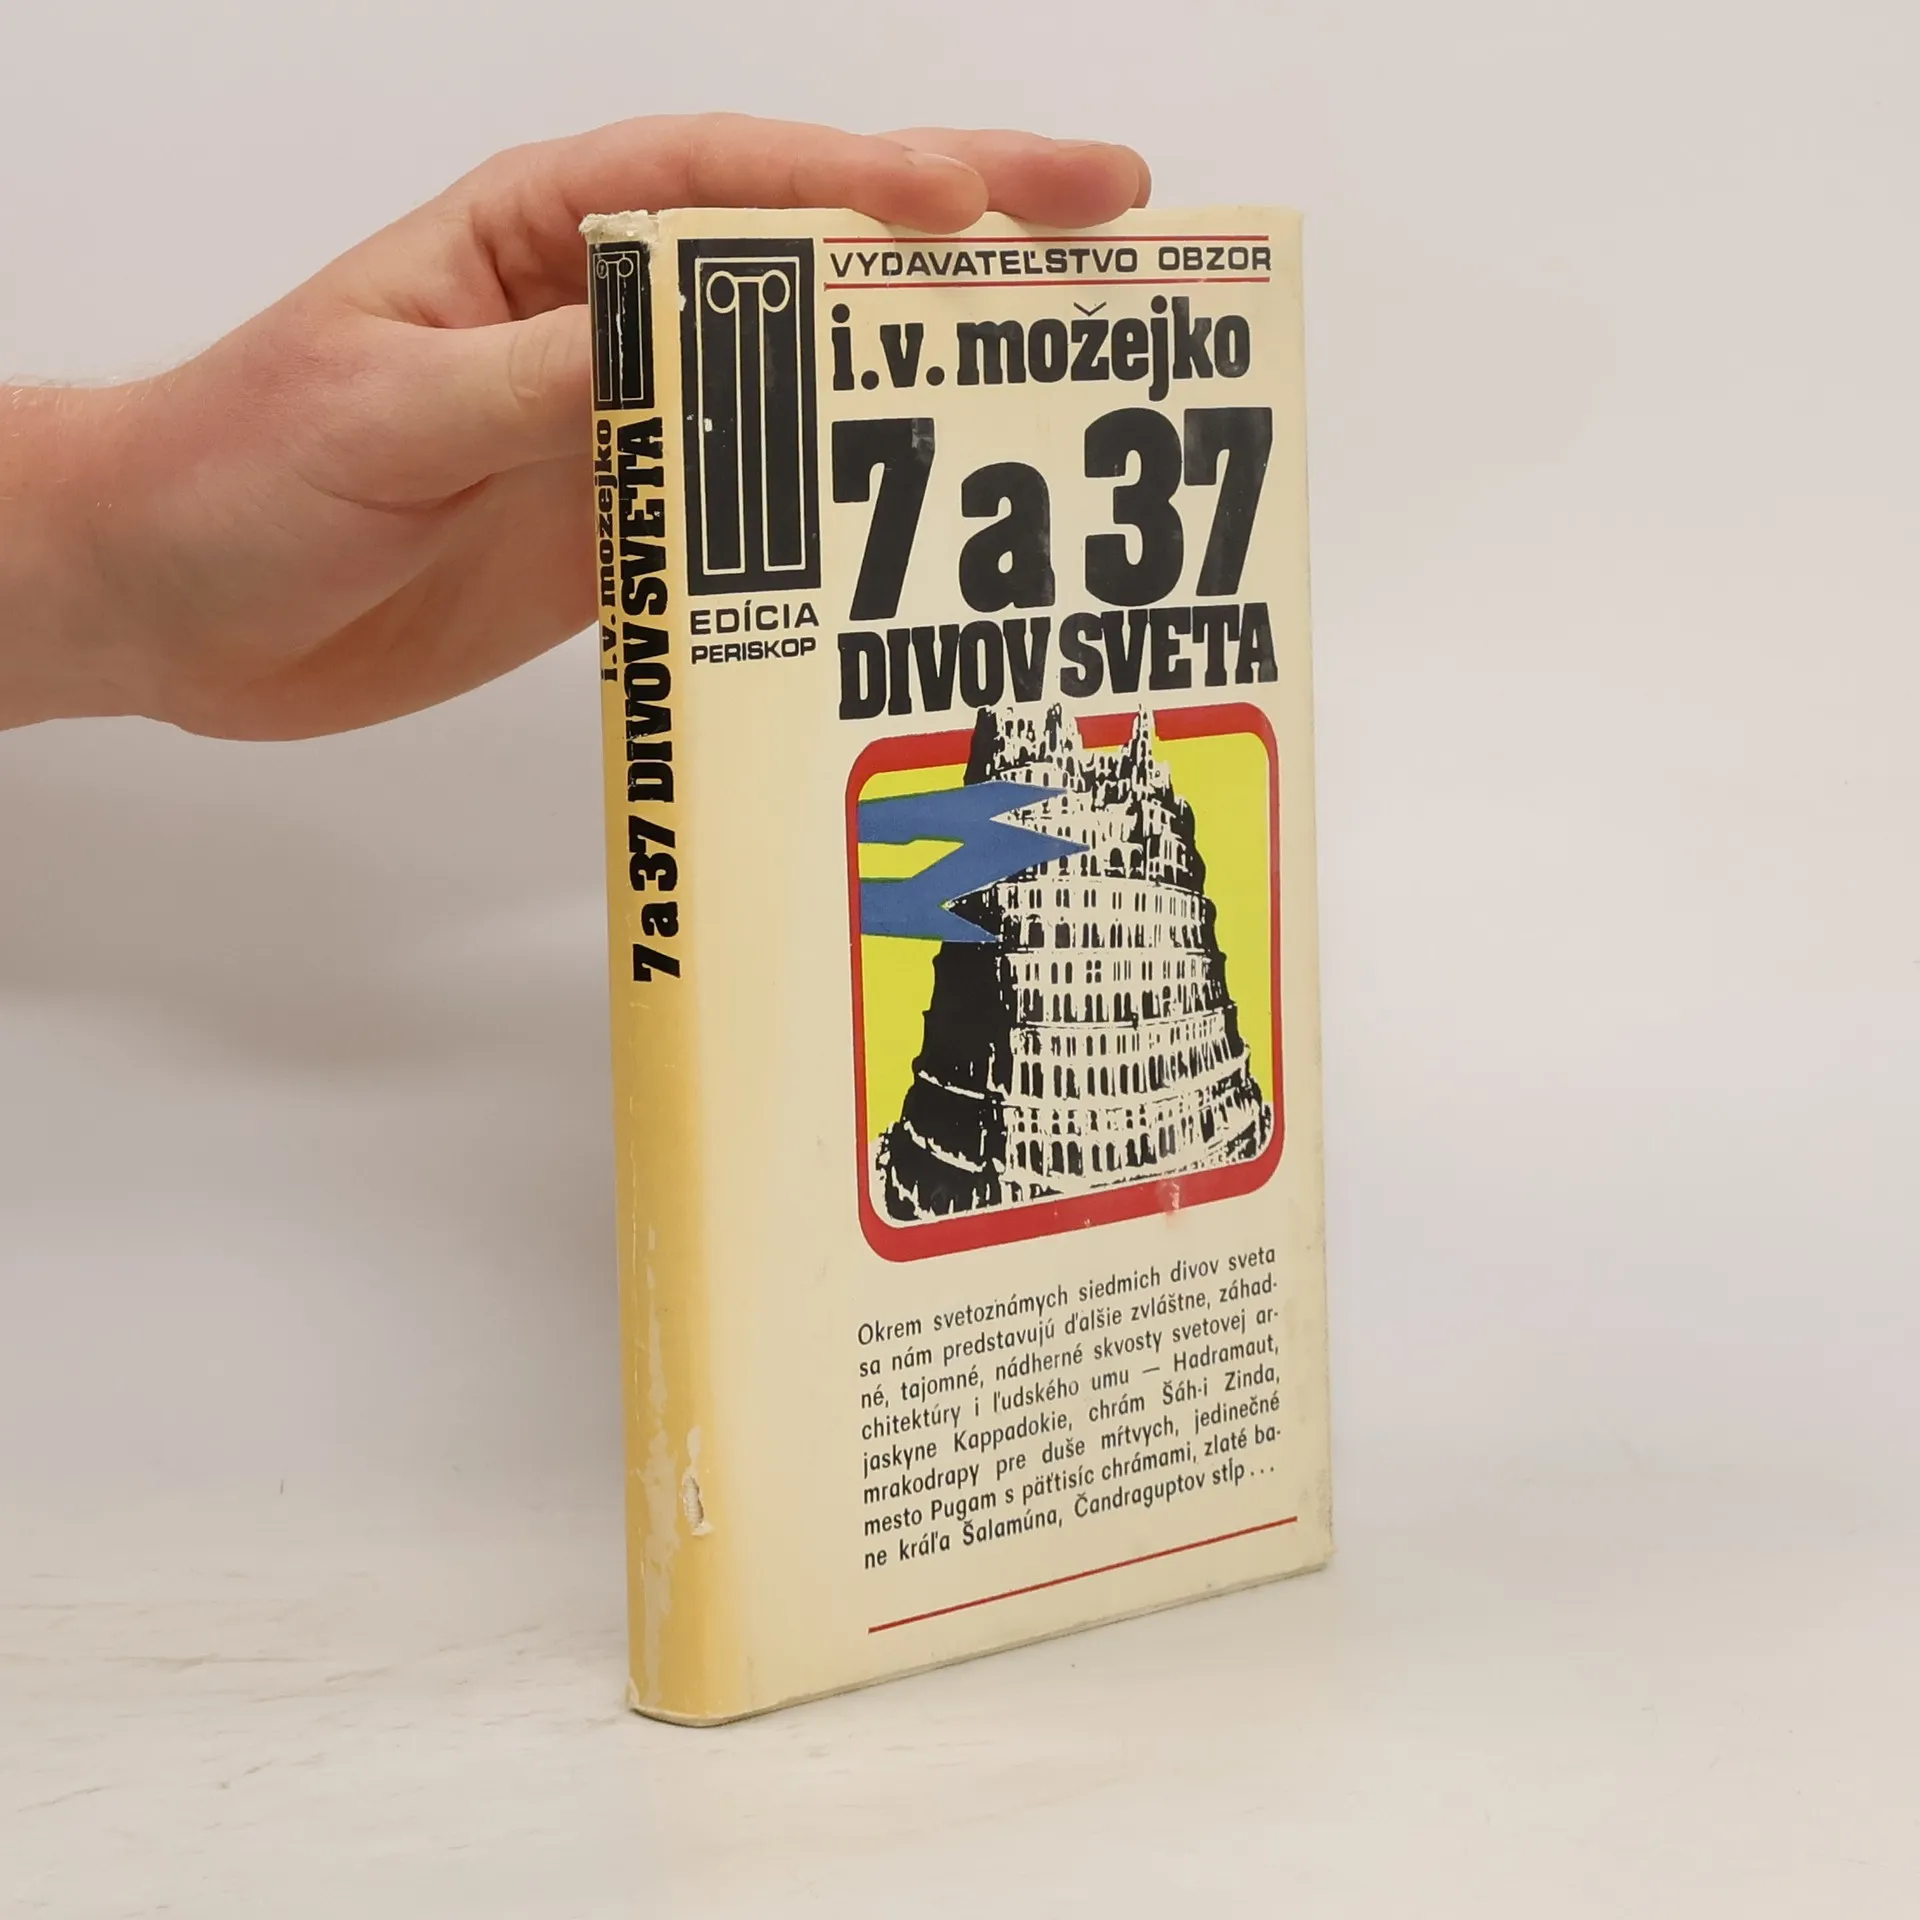 VYDAVATEĽSTVO OBZOR
i.v. možejko
7 a 37
DIVOV SVETA
EDÍCIA
PERISKOP
Okrem svetoznámych siedmich divov sveta
sa nám predstavujú ďalšie zvláštne, záhad-
né, tajomné, nádherné skvosty svetovej ar-
chitektúry i ľudského umu — Hadramaut,
jaskyne Kappadokie, chrám Šáh-i Zinda,
mrakodrapy pre duše mŕtvych, jedinečné
mesto Pugam s päťtisíc chrámami, zlaté ba-
ne kráľa Šalamúna, Čandraguptov stĺp...
i.v. možejko
7 a 37 DIVOV SVETA